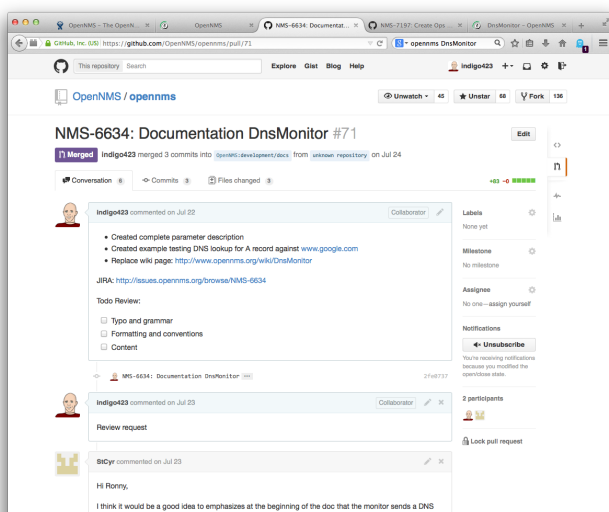 OpenNMS – The OpenN...
OpenNMS
NMS-6634: Documentat...
NMS-7197: Create Ops ...
DnsMonitor – OpenNMS
GitHub, Inc. (US) https://github.com/OpenNMS/opennms/pull/71
opennms DnsMonitor
1
This repository Search
Explore Gist Blog Help
indigo423
OpenNMS / opennms
Unwatch 45
Unstar 68
Fork 136
NMS-6634: Documentation DnsMonitor #71
Edit
Merged indigo423 merged 3 commits into OpenNMS:development/docs from unknown repository on Jul 24
Conversation 6
Commits 3
Files changed 3
+83 −0
indigo423 commented on Jul 22
Collaborator
• Created complete parameter description
• Created example testing DNS lookup for A record against www.google.com
• Replace wiki page: http://www.opennms.org/wiki/DnsMonitor
JIRA: http://issues.opennms.org/browse/NMS-6634
Todo Review:
Typo and grammar
Formatting and conventions
Content
NMS-6634: Documentation DnsMonitor
2fe0737
indigo423 commented on Jul 23
Collaborator
Review request
StCyr commented on Jul 23
Hi Ronny,
I think it would be a good idea to emphasizes at the beginning of the doc that the monitor sends a DNS
Labels
None yet
Milestone
No milestone
Assignee
No one—assign yourself
Notifications
Unsubscribe
You're receiving notifications
because you modified the
open/close state.
2 participants
Lock pull request